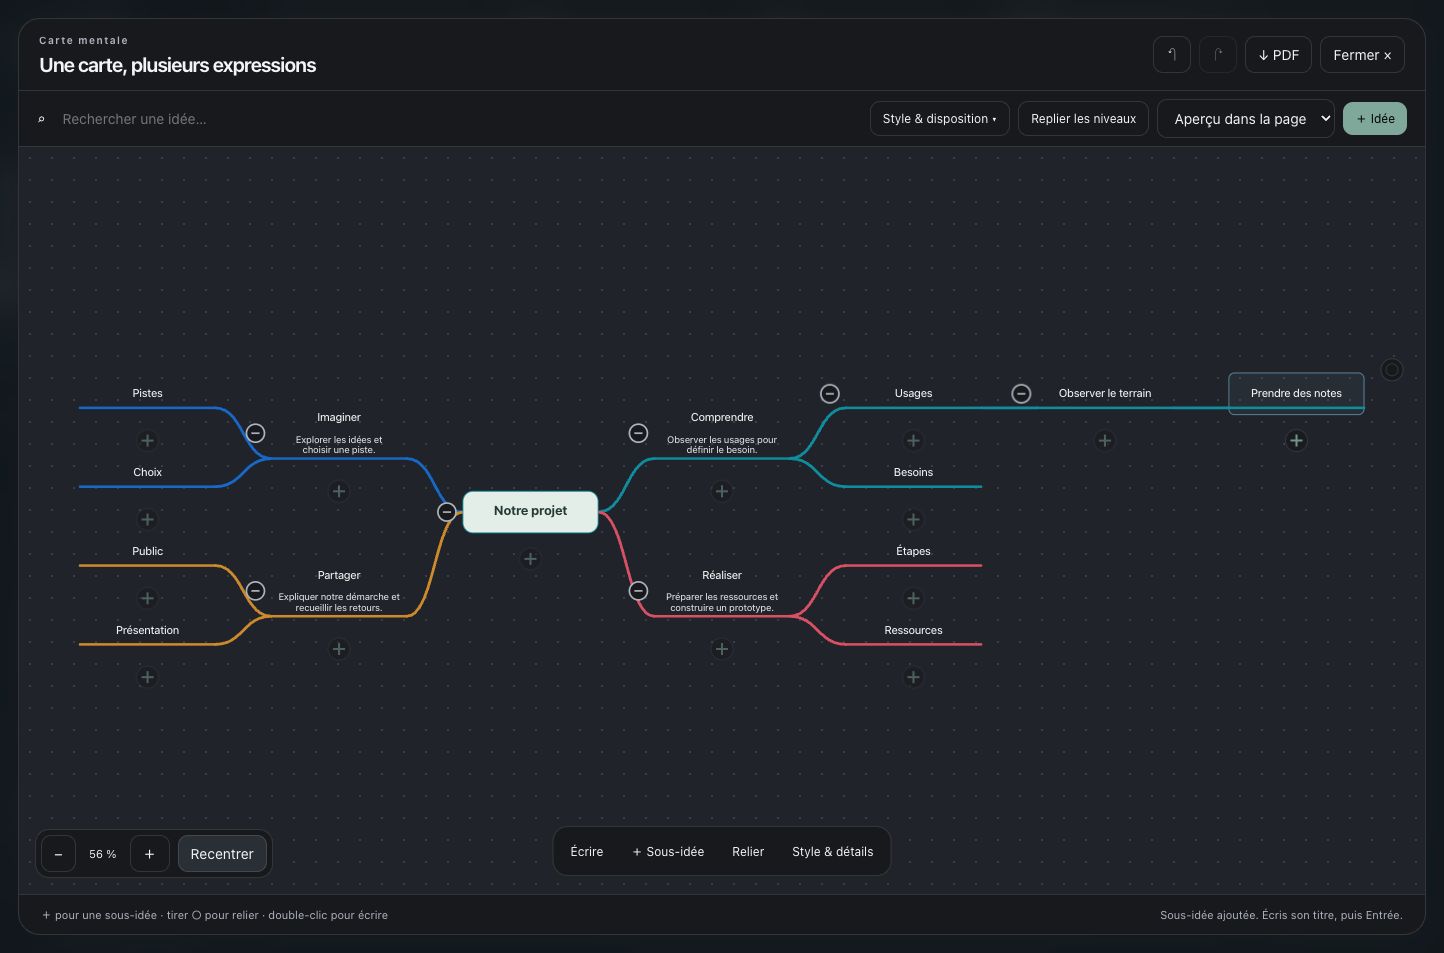 Carte mentale
Une carte, plusieurs expressions
↓ PDF
Fermer ×
Rechercher une idée...
Style & disposition ▾
Replier les niveaux
Aperçu dans la page
+ Idée
Pistes
Imaginer
Explorer les idées et
choisir une piste.
Choix
Public
Partager
Expliquer notre démarche et
recueillir les retours.
Présentation
Notre projet
Comprendre
Observer les usages pour
définir le besoin.
Usages
Observer le terrain
Prendre des notes
Besoins
Réaliser
Préparer les ressources et
construire un prototype.
Étapes
Ressources
− 56 % + Recentrer
Écrire + Sous-idée Relier Style & détails
+ pour une sous-idée · tirer ○ pour relier · double-clic pour écrire
Sous-idée ajoutée. Écris son titre, puis Entrée.